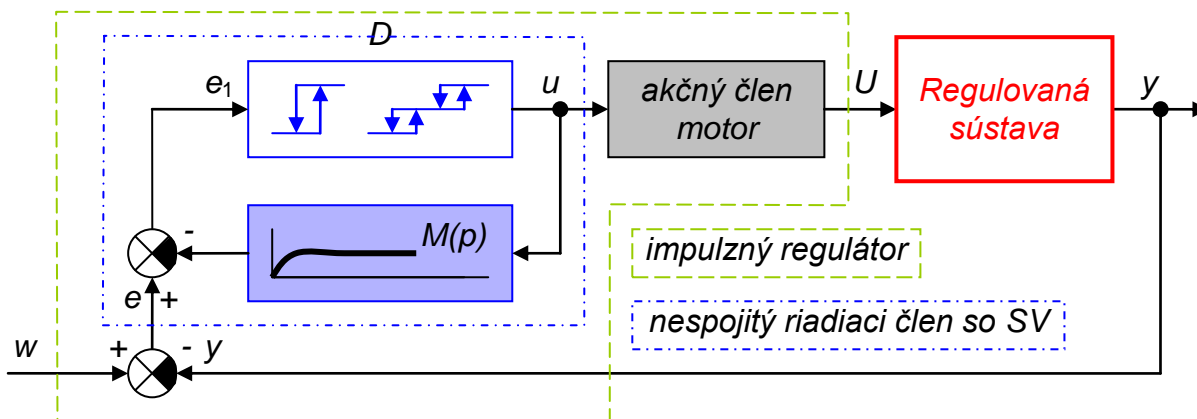 D
e1
u
akčný člen
motor
U
Regulovaná
sústava
y
-
M(p)
impulzný regulátor
e
+
nespojitý riadiaci člen so SV
w
+
-
y